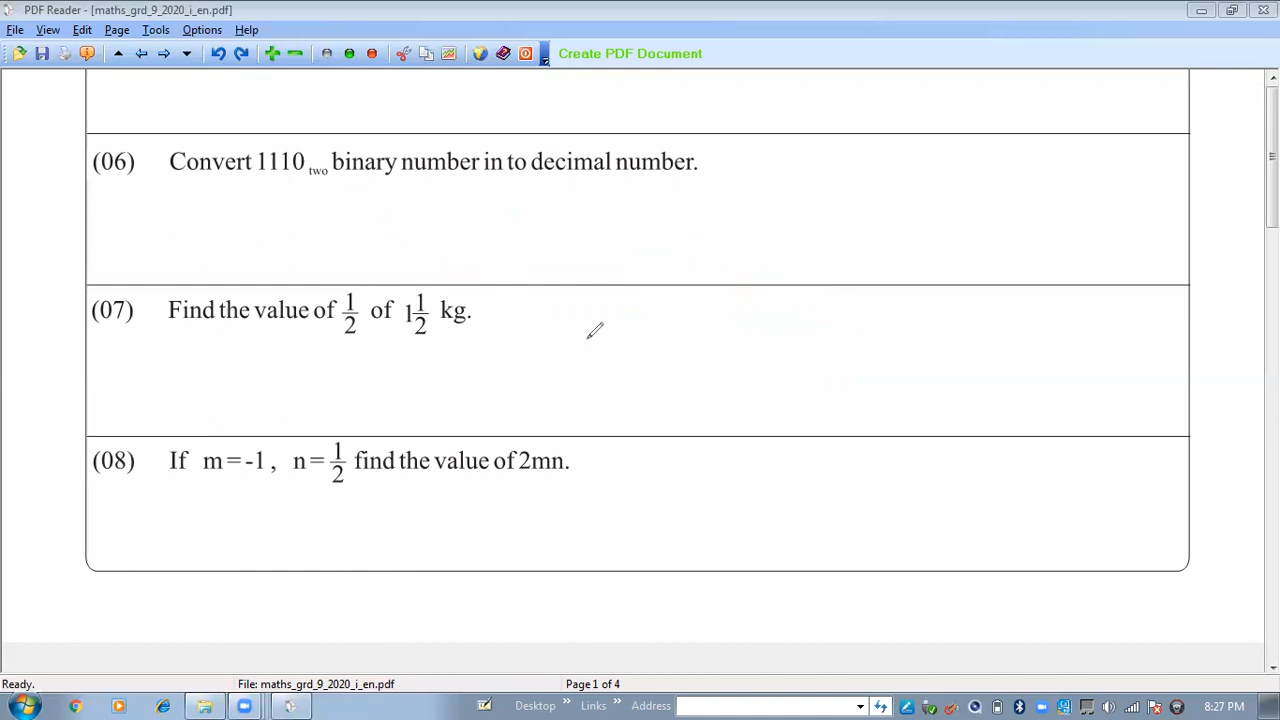 PDF Reader - [maths_grd_9_2020_i_en.pdf]
File View Edit Page Tools Options Help
Create PDF Document
(06) Convert 1110 two binary number in to decimal number.
(07) Find the value of 1/2 of 1 1/2 kg.
(08) If m = -1 , n = 1/2 find the value of 2mn.
Ready. File: maths_grd_9_2020_i_en.pdf Page 1 of 4
Desktop » Links » Address 8:27 PM